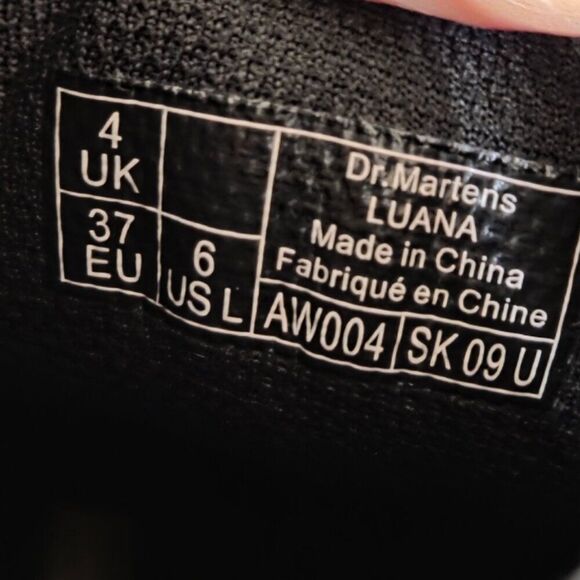 4
UK
37
EU
6
US L
Dr.Martens
LUANA
Made in China
Fabriqué en Chine
AW004
SK 09 U